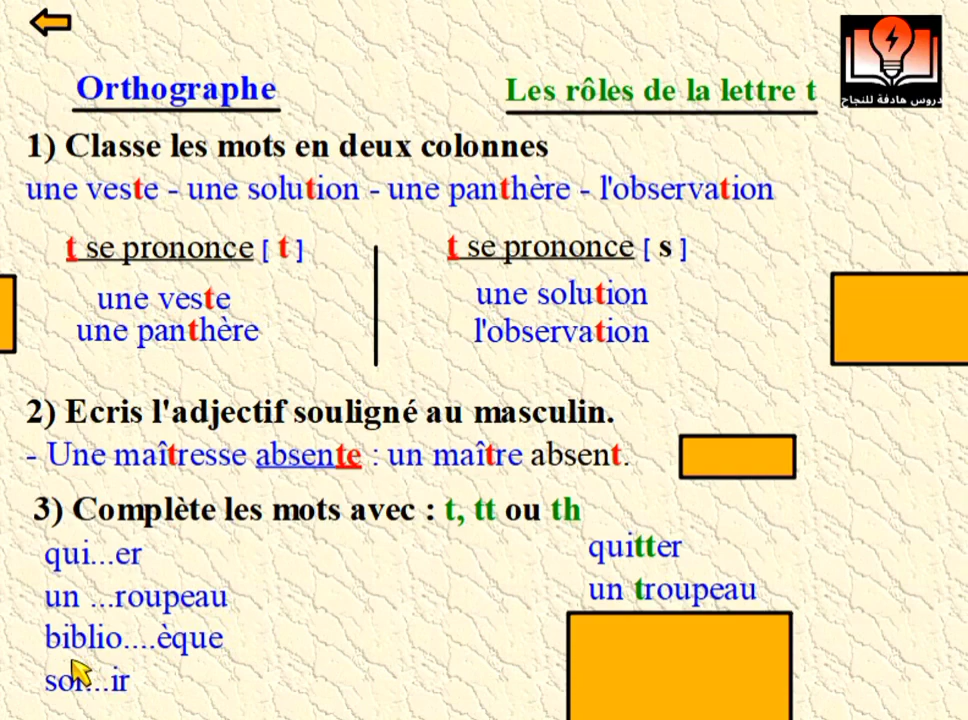 دروس هادفة للنجاح
Orthographe
Les rôles de la lettre t
1) Classe les mots en deux colonnes
une veste - une solution - une panthère - l'observation
t se prononce [ t ]
t se prononce [ s ]
une veste
une panthère
une solution
l'observation
2) Ecris l'adjectif souligné au masculin.
- Une maîtresse absente : un maître absent.
3) Complète les mots avec : t, tt ou th
qui...er
un ...roupeau
biblio....èque
quitter
un troupeau